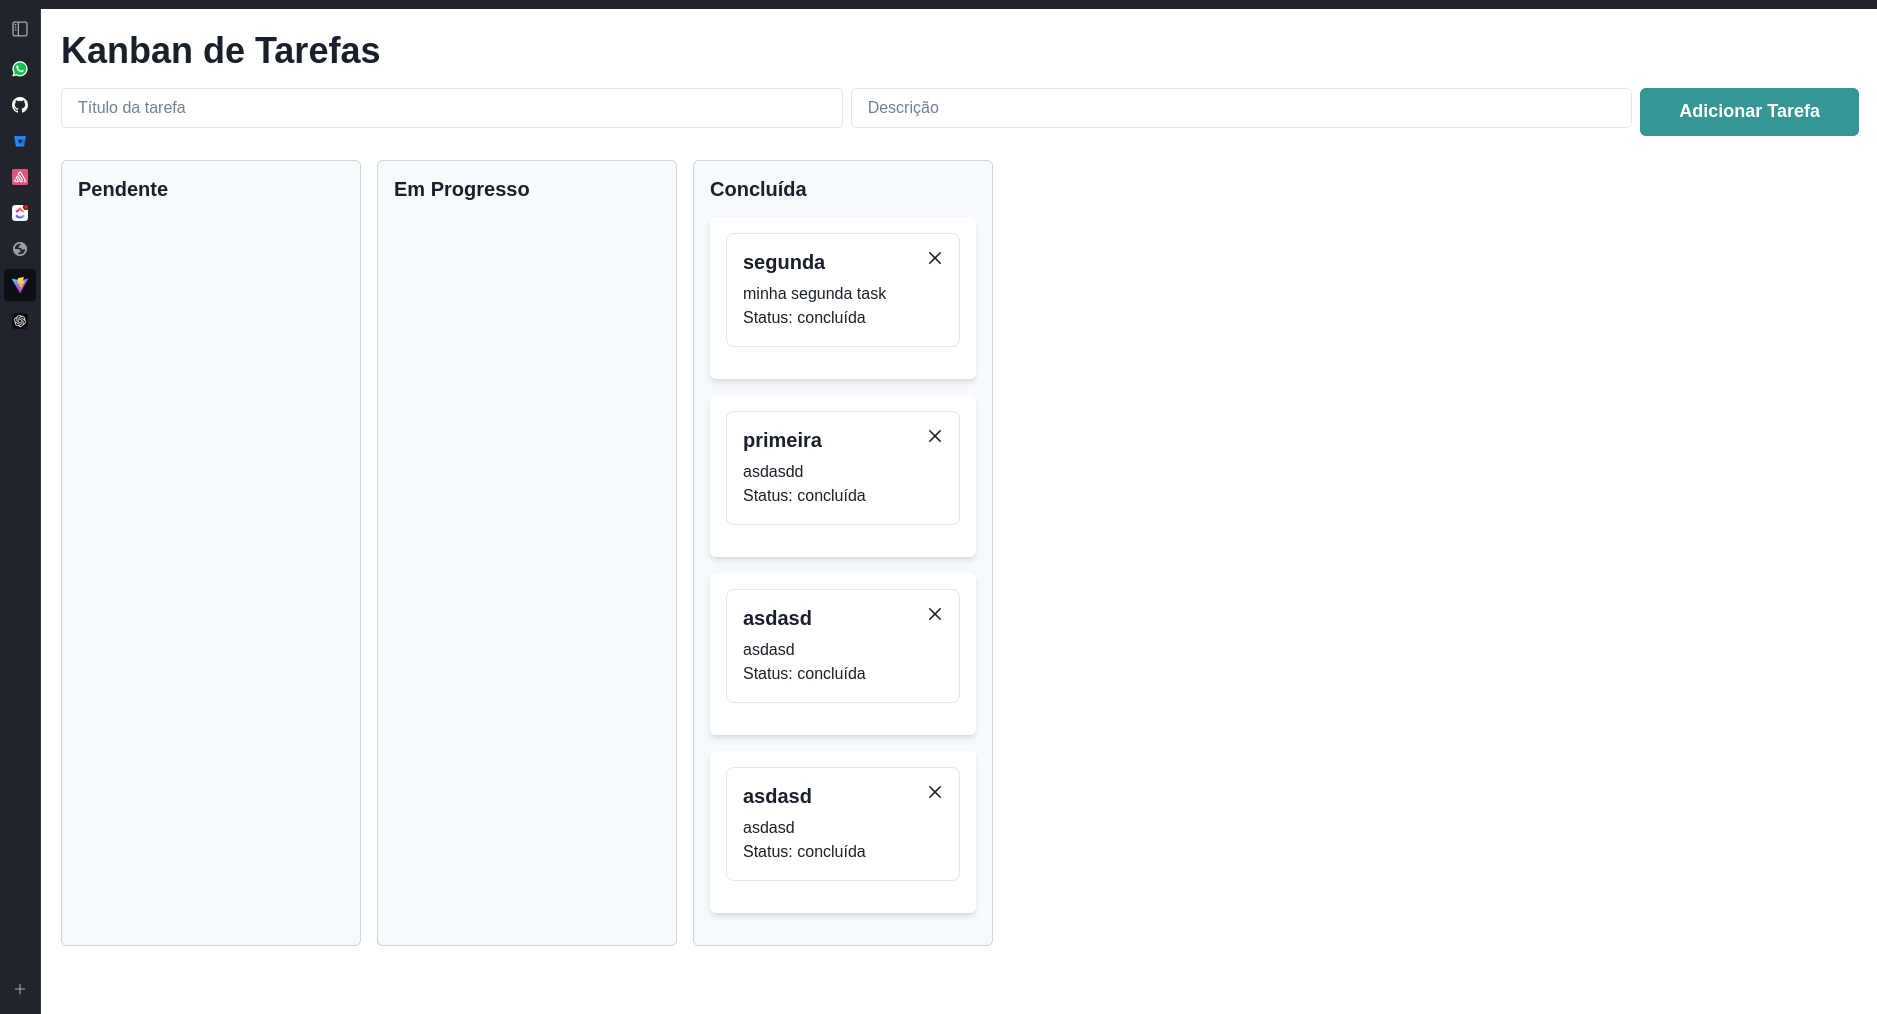 Kanban de Tarefas
Título da tarefa
Descrição
Adicionar Tarefa
Pendente
Em Progresso
Concluída
segunda
minha segunda task
Status: concluída
primeira
asdasdd
Status: concluída
asdasd
asdasd
Status: concluída
asdasd
asdasd
Status: concluída